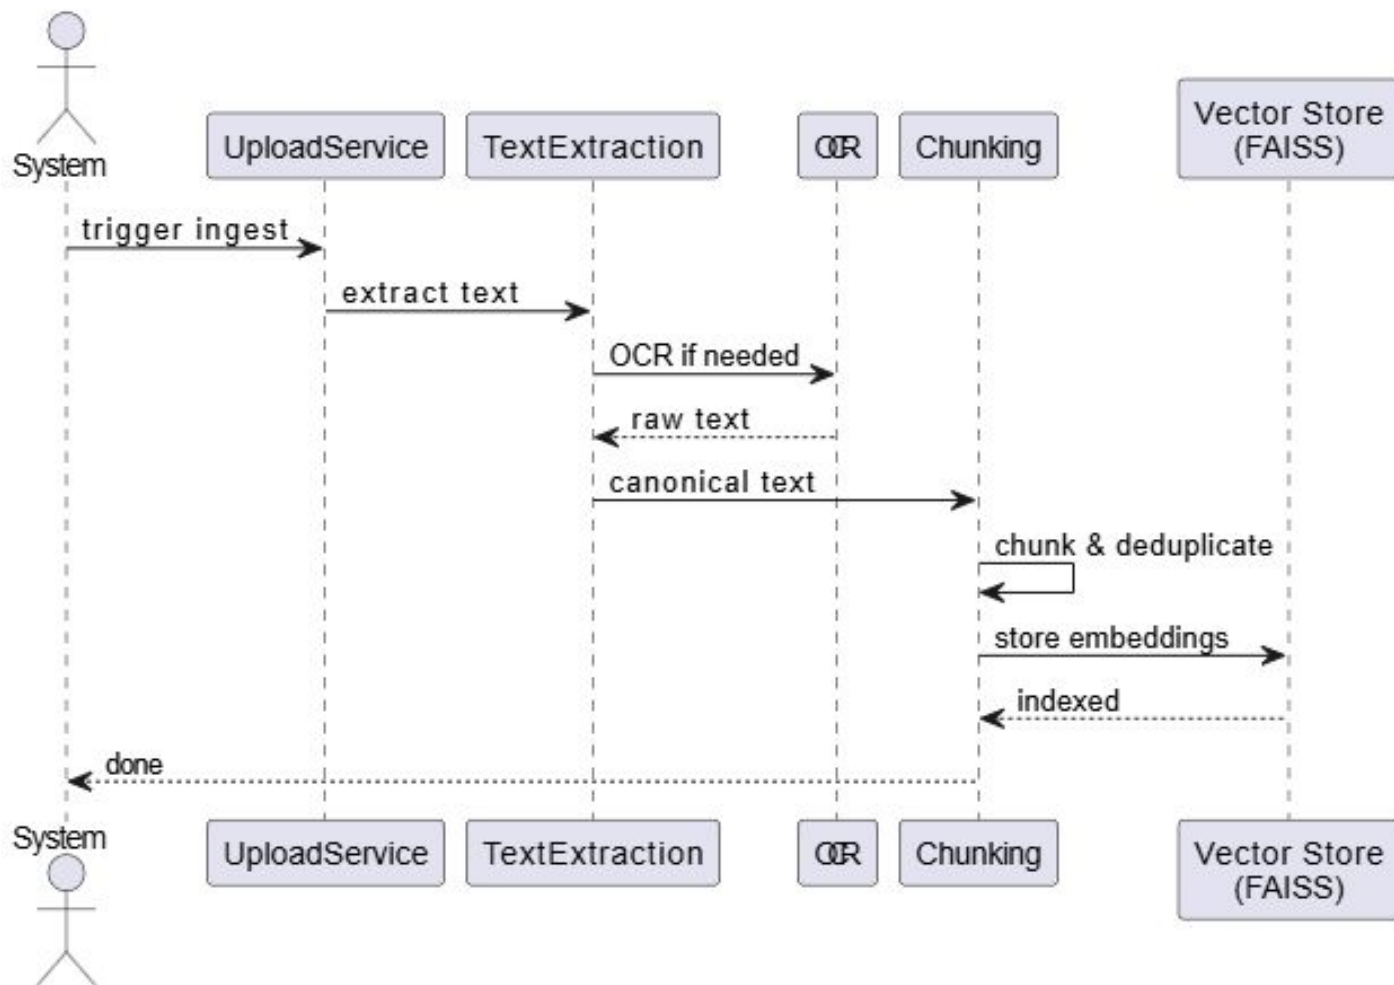 System
UploadService
TextExtraction
OCR
Chunking
Vector Store
(FAISS)
trigger ingest
extract text
OCR if needed
raw text
canonical text
chunk & deduplicate
store embeddings
indexed
done
System
UploadService
TextExtraction
OCR
Chunking
Vector Store
(FAISS)